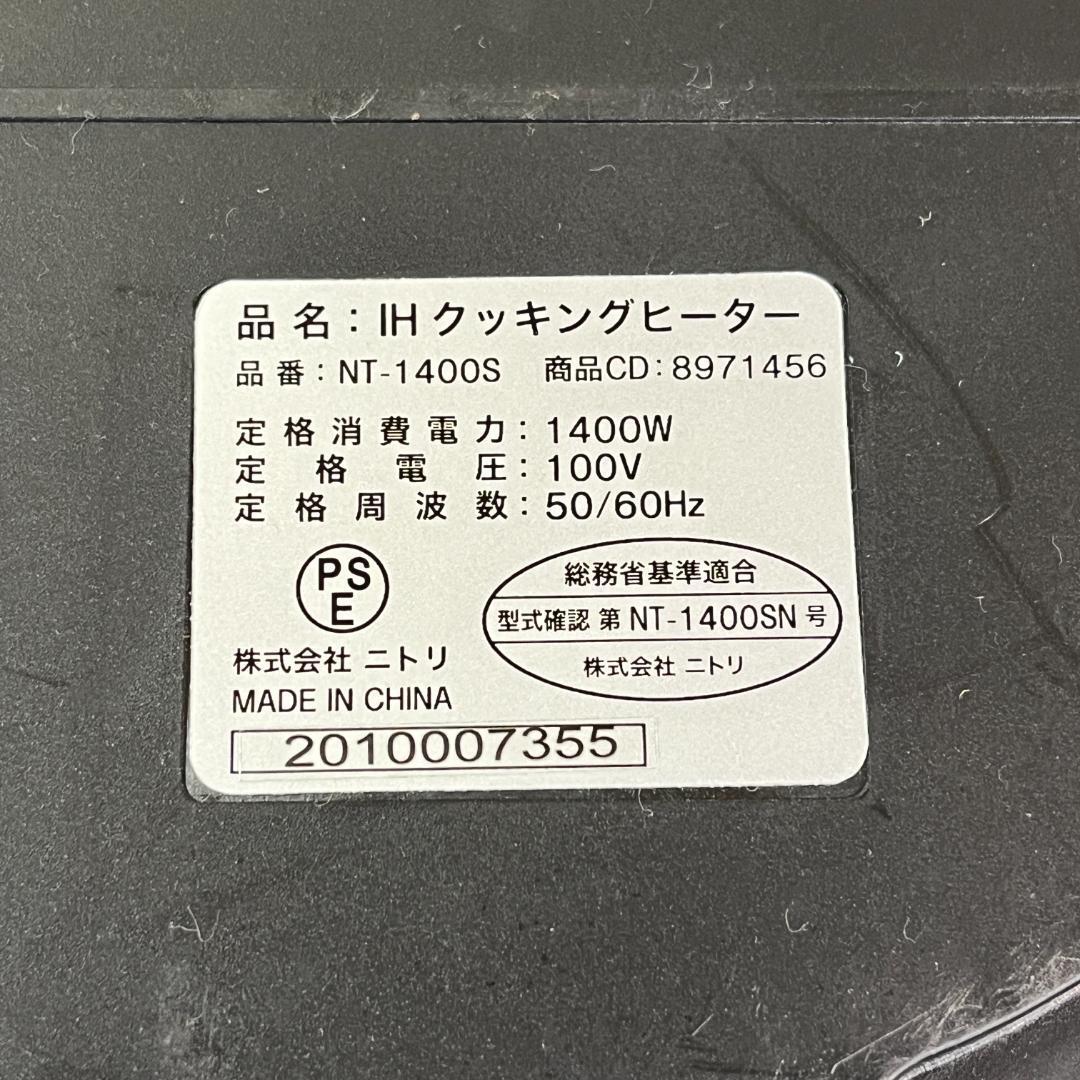 品名：IHクッキングヒーター
品番：NT-1400S 商品CD：8971456
定格消費電力：1400W
定格電圧：100V
定格周波数：50/60Hz
PS
E
総務省基準適合
型式確認 第 NT-1400SN 号
株式会社 ニトリ
株式会社 ニトリ
MADE IN CHINA
2010007355